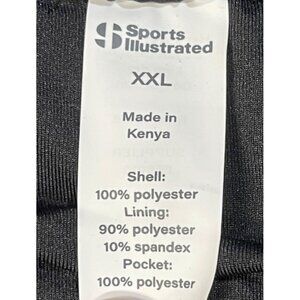 Sports
Illustrated
XXL
Made in
Kenya
Shell:
100% polyester
Lining:
90% polyester
10% spandex
Pocket:
100% polyester